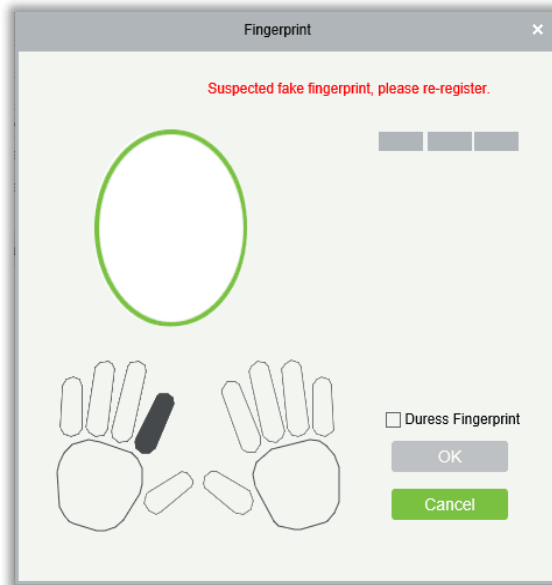 Fingerprint
Suspected fake fingerprint, please re-register.
Duress Fingerprint
OK
Cancel